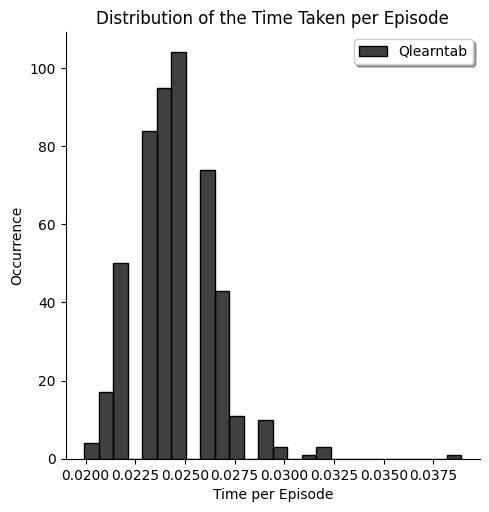 Distribution of the Time Taken per Episode
Qlearntab
100
80
60
40
20
0
Occurrence
0.0200 0.0225 0.0250 0.0275 0.0300 0.0325 0.0350 0.0375
Time per Episode